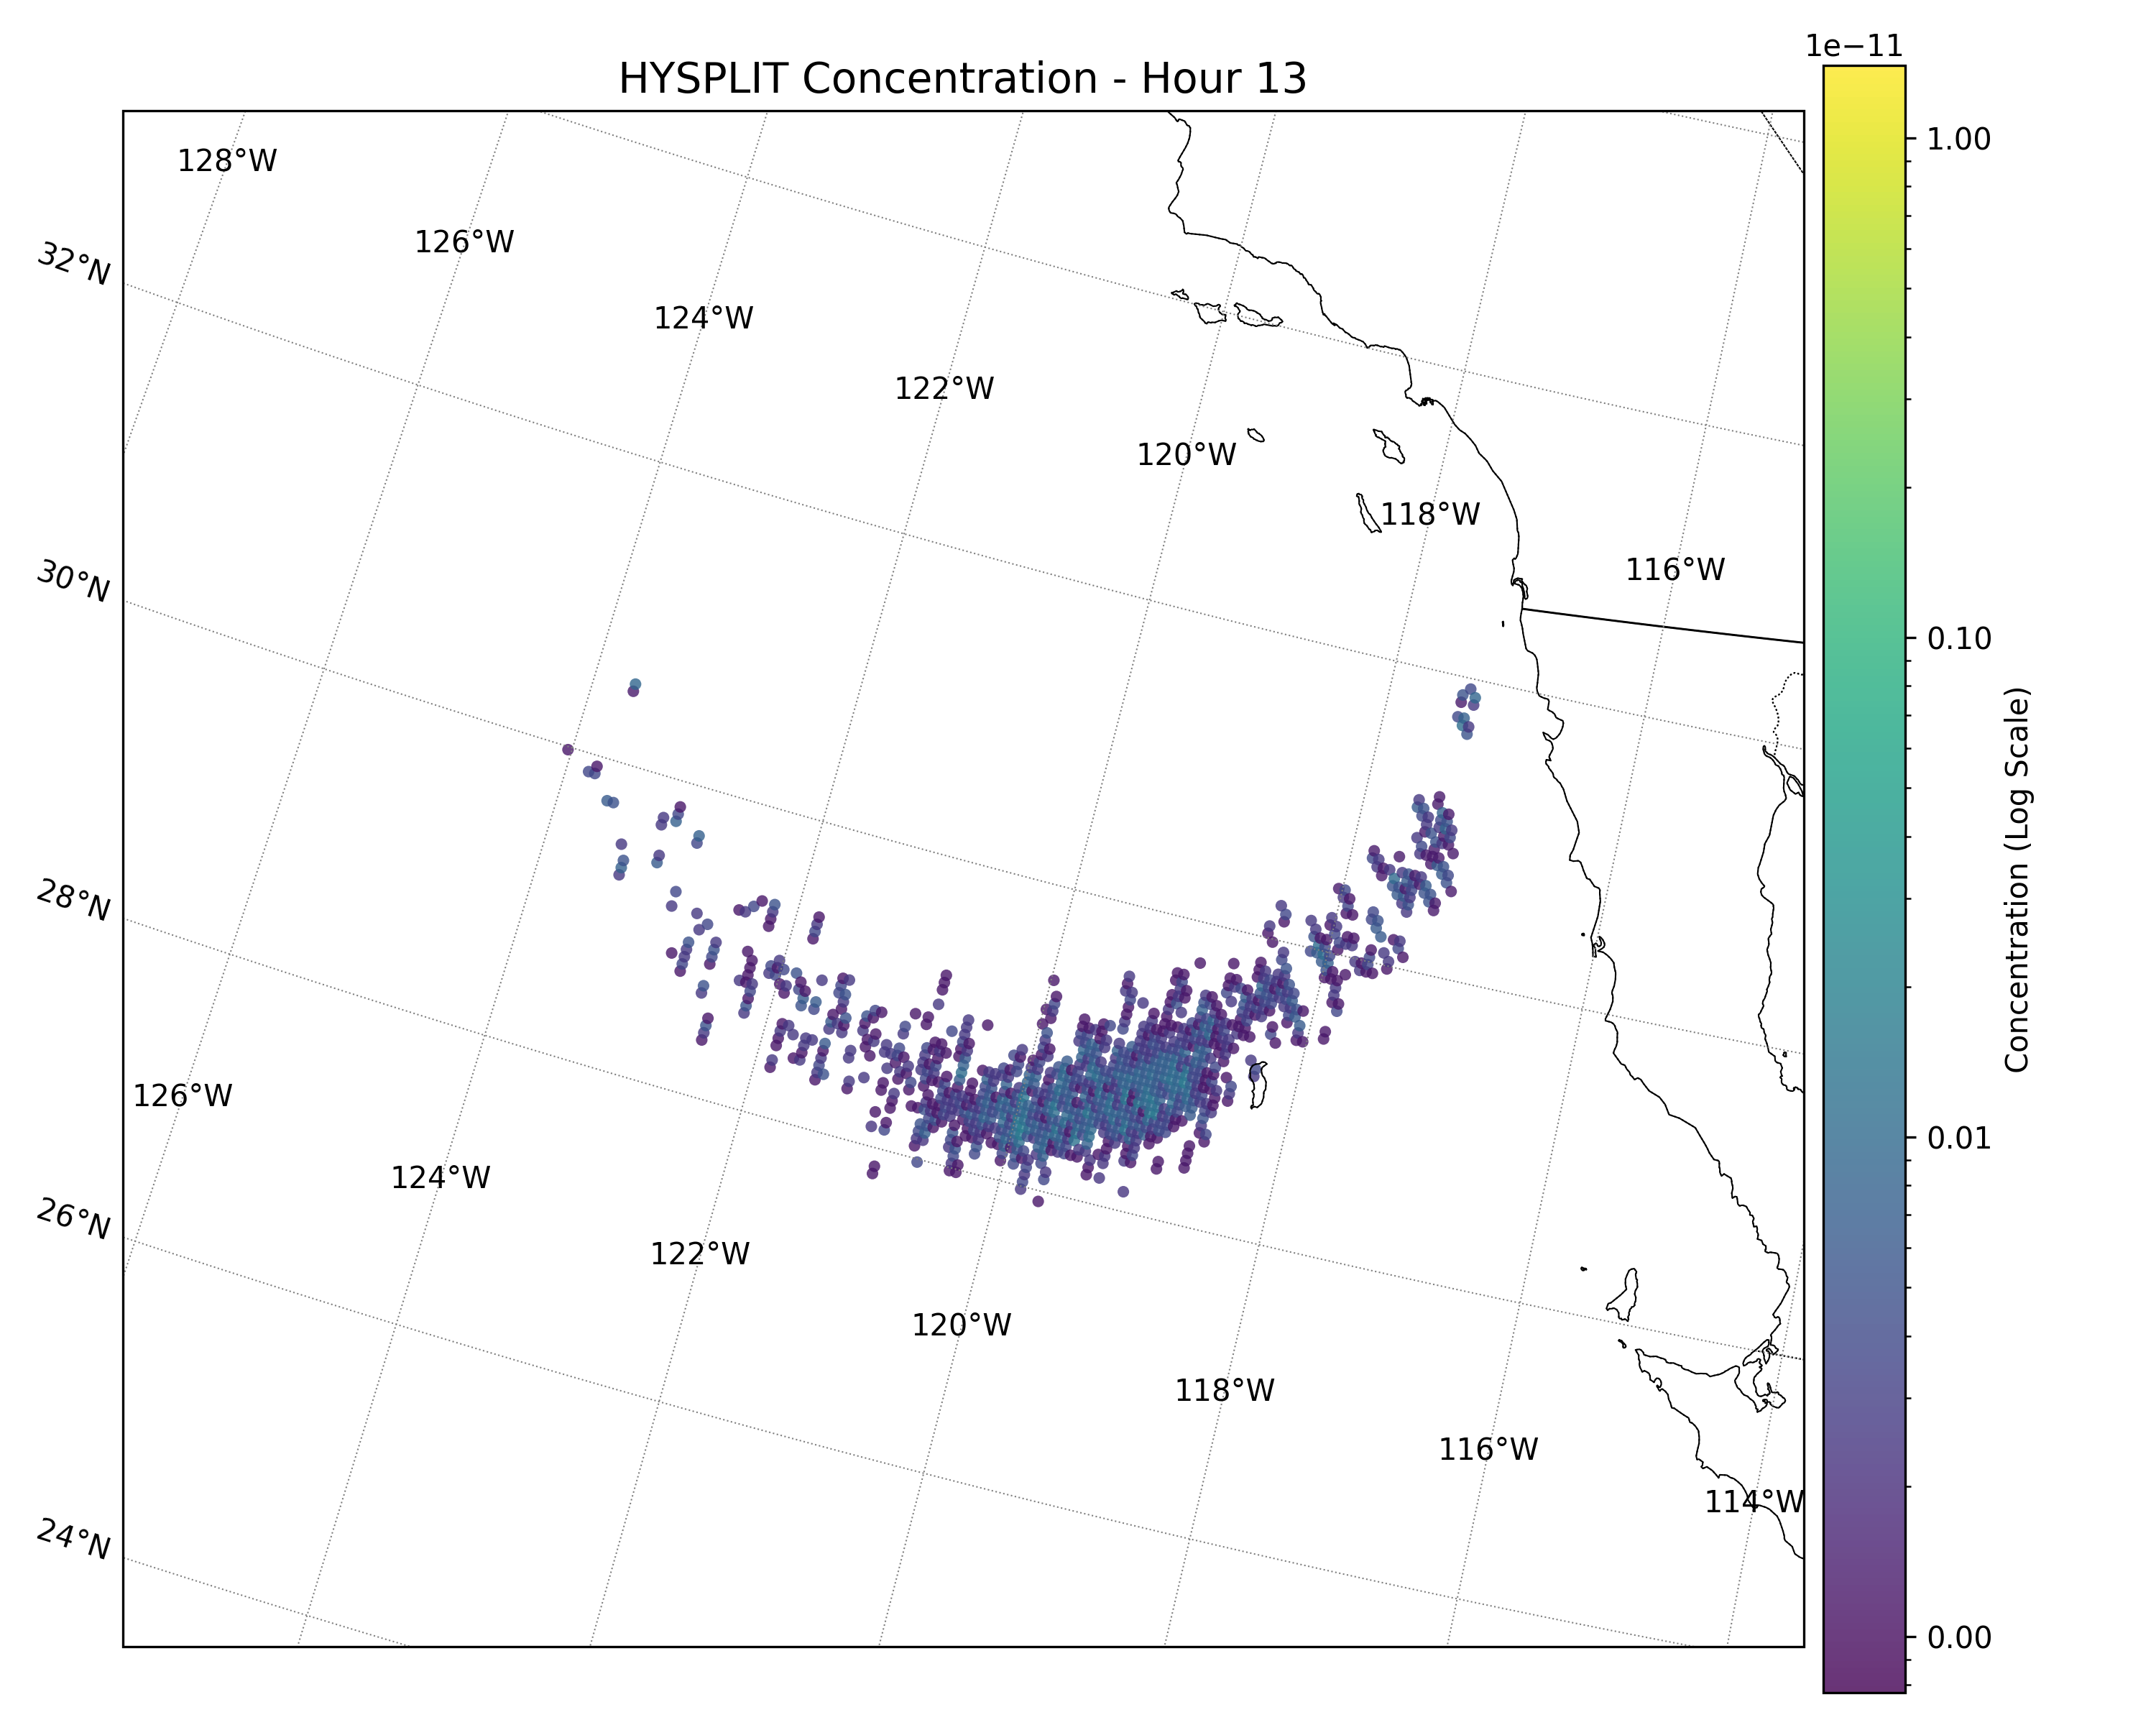 1e−11
HYSPLIT Concentration - Hour 13
1.00
128°W
126°W
32°N
124°W
122°W
120°W
118°W
116°W
30°N
0.10
28°N
Concentration (Log Scale)
126°W
0.01
124°W
26°N
122°W
120°W
118°W
116°W
114°W
24°N
0.00